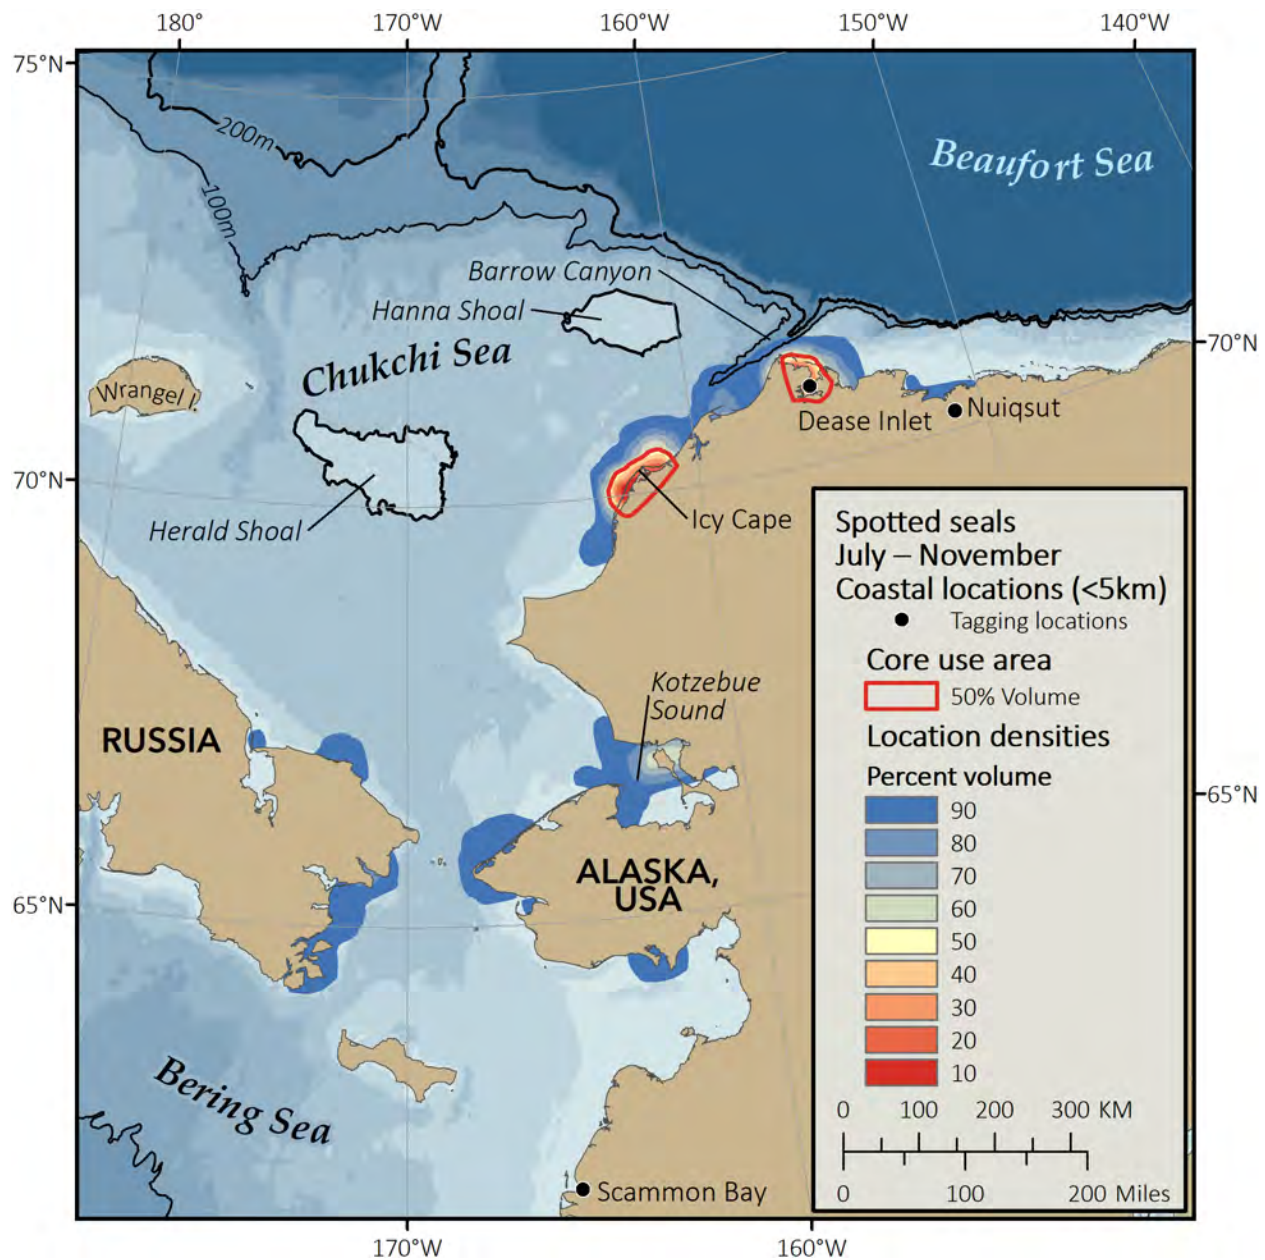 180°
170°W
160°W
150°W
140°W
75°N
200m
Beaufort Sea
100m
Barrow Canyon
Hanna Shoal
Chukchi Sea
70°N
Wrangel I.
Dease Inlet
Nuiqsut
70°N
Icy Cape
Herald Shoal
Spotted seals
July – November
Coastal locations (<5km)
Tagging locations
Core use area
50% Volume
Location densities
Percent volume
90
80
70
60
50
40
30
20
10
0 100 200 300 KM
0 100 200 Miles
Kotzebue
Sound
RUSSIA
65°N
ALASKA,
USA
65°N
Bering Sea
Scammon Bay
170°W
160°W